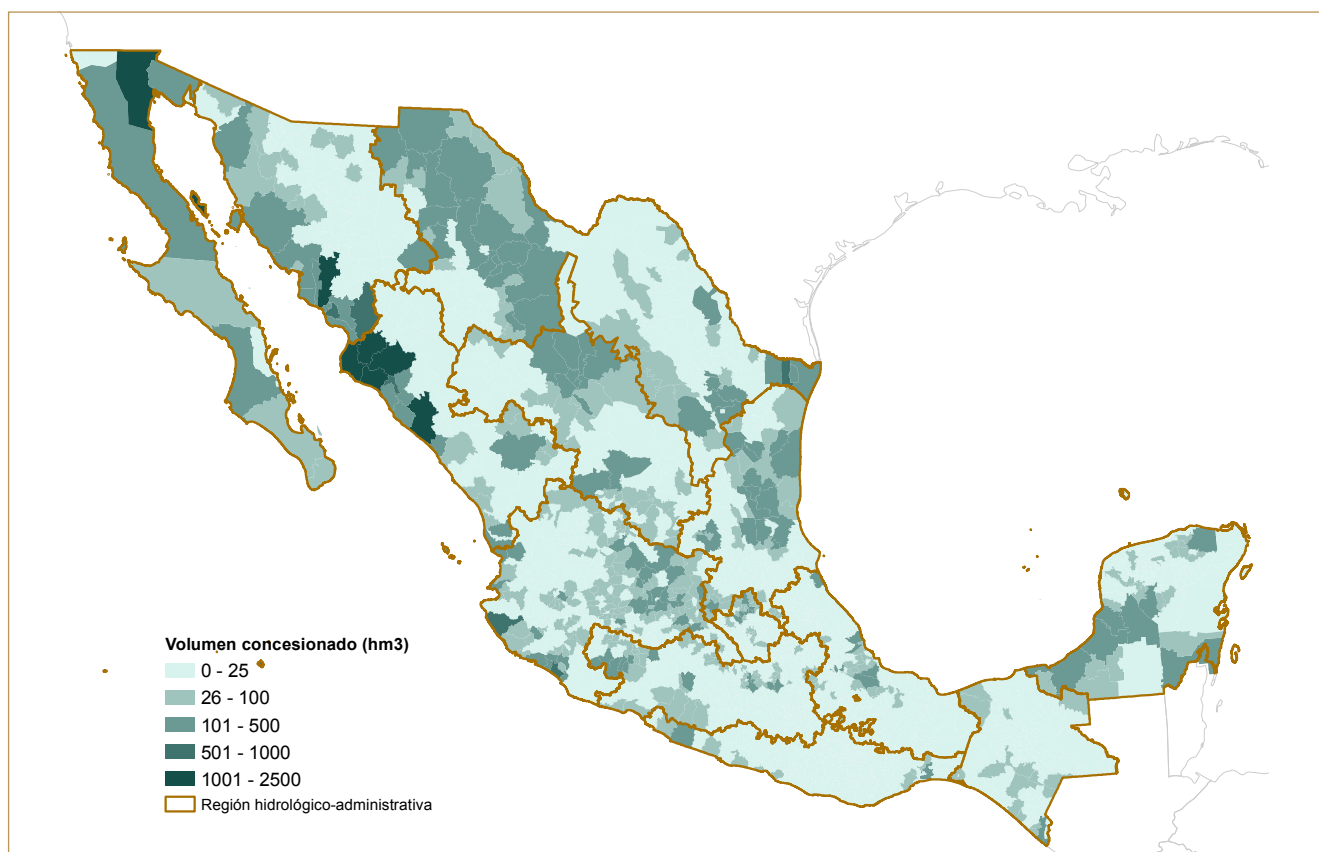 Volumen concesionado (hm3)
0 - 25
26 - 100
101 - 500
501 - 1000
1001 - 2500
Región hidrológico-administrativa